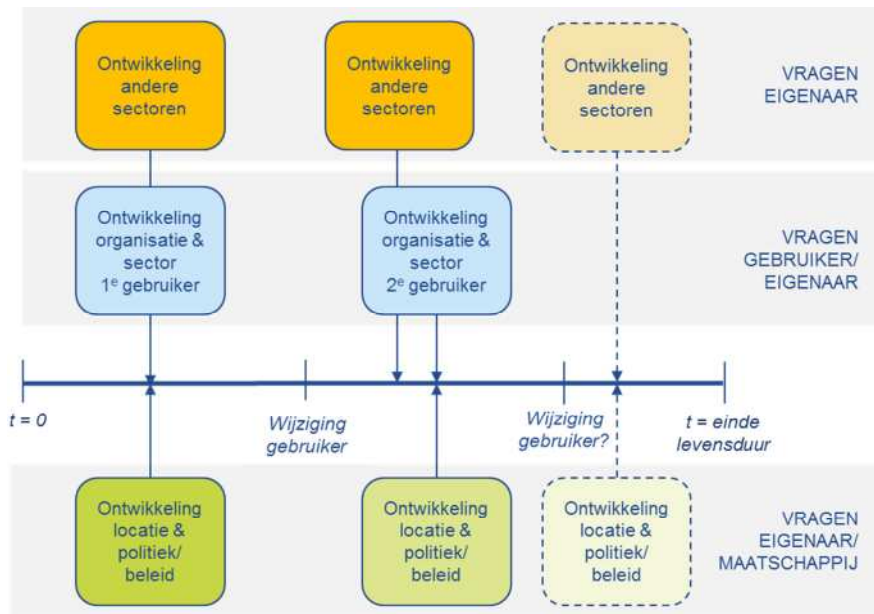 Ontwikkeling
andere
sectoren
Ontwikkeling
andere
sectoren
Ontwikkeling
andere
sectoren
VRAGEN
EIGENAAR
Ontwikkeling
organisatie &
sector
1e gebruiker
Ontwikkeling
organisatie &
sector
2e gebruiker
VRAGEN
GEBRUIKER/
EIGENAAR
t = 0
Wijziging
gebruiker
Wijziging
gebruiker?
t = einde
levensduur
Ontwikkeling
locatie &
politiek/
beleid
Ontwikkeling
locatie &
politiek/
beleid
Ontwikkeling
locatie &
politiek/
beleid
VRAGEN
EIGENAAR/
MAATSCHAPPIJ